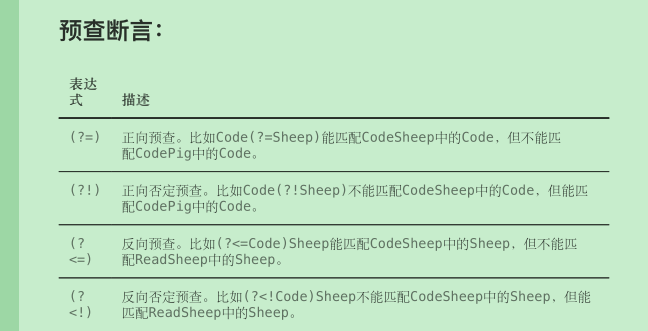 预查断言：
表达
式 描述
(?=) 正向预查。比如Code(?=Sheep)能匹配CodeSheep中的Code，但不能匹
配CodePig中的Code。
(?!) 正向否定预查。比如Code(?!Sheep)不能匹配CodeSheep中的Code，但能匹
配CodePig中的Code。
(? 反向预查。比如(?<=Code)Sheep能匹配CodeSheep中的Sheep，但不能匹
<=) 配ReadSheep中的Sheep。
(? 反向否定预查。比如(?<!Code)Sheep不能匹配CodeSheep中的Sheep，但能
<!) 匹配ReadSheep中的Sheep。